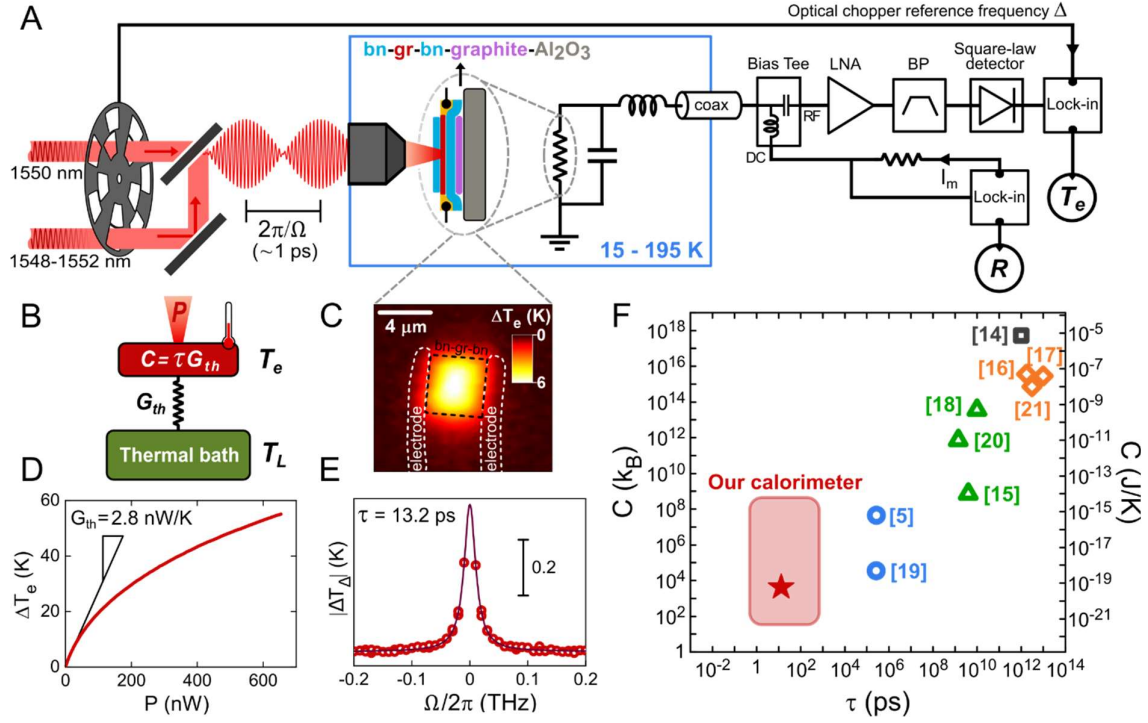 A
Optical chopper reference frequency Δ
bn-gr-bn-graphite-Al2O3
Bias Tee
LNA
BP
Square-law
detector
coax
RF
DC
Lock-in
1550 nm
2π/Ω
(~1 ps)
1548-1552 nm
15 - 195 K
Im
Lock-in
Te
R
B
P
C = τGth
Te
Gth
Thermal bath
TL
C
4 μm
ΔTe (K)
0
6
bn-gr-bn
electrode
electrode
D
Gth=2.8 nW/K
60
40
20
0
ΔTe (K)
0
200
400
600
P (nW)
E
τ = 13.2 ps
0.2
|ΔTΔ| (K)
-0.2
-0.1
0.0
0.1
0.2
Ω/2π (THz)
F
10^18
10^16
10^14
10^12
10^10
10^8
10^6
10^4
10^2
1
C (kB)
[14]
[17]
[16]
[21]
[18]
[20]
[15]
[5]
[19]
Our calorimeter
10^-5
10^-7
10^-9
10^-11
10^-13
10^-15
10^-17
10^-19
10^-21
C (J/K)
10^-2
1
10^2
10^4
10^6
10^8
10^10
10^12
10^14
τ (ps)